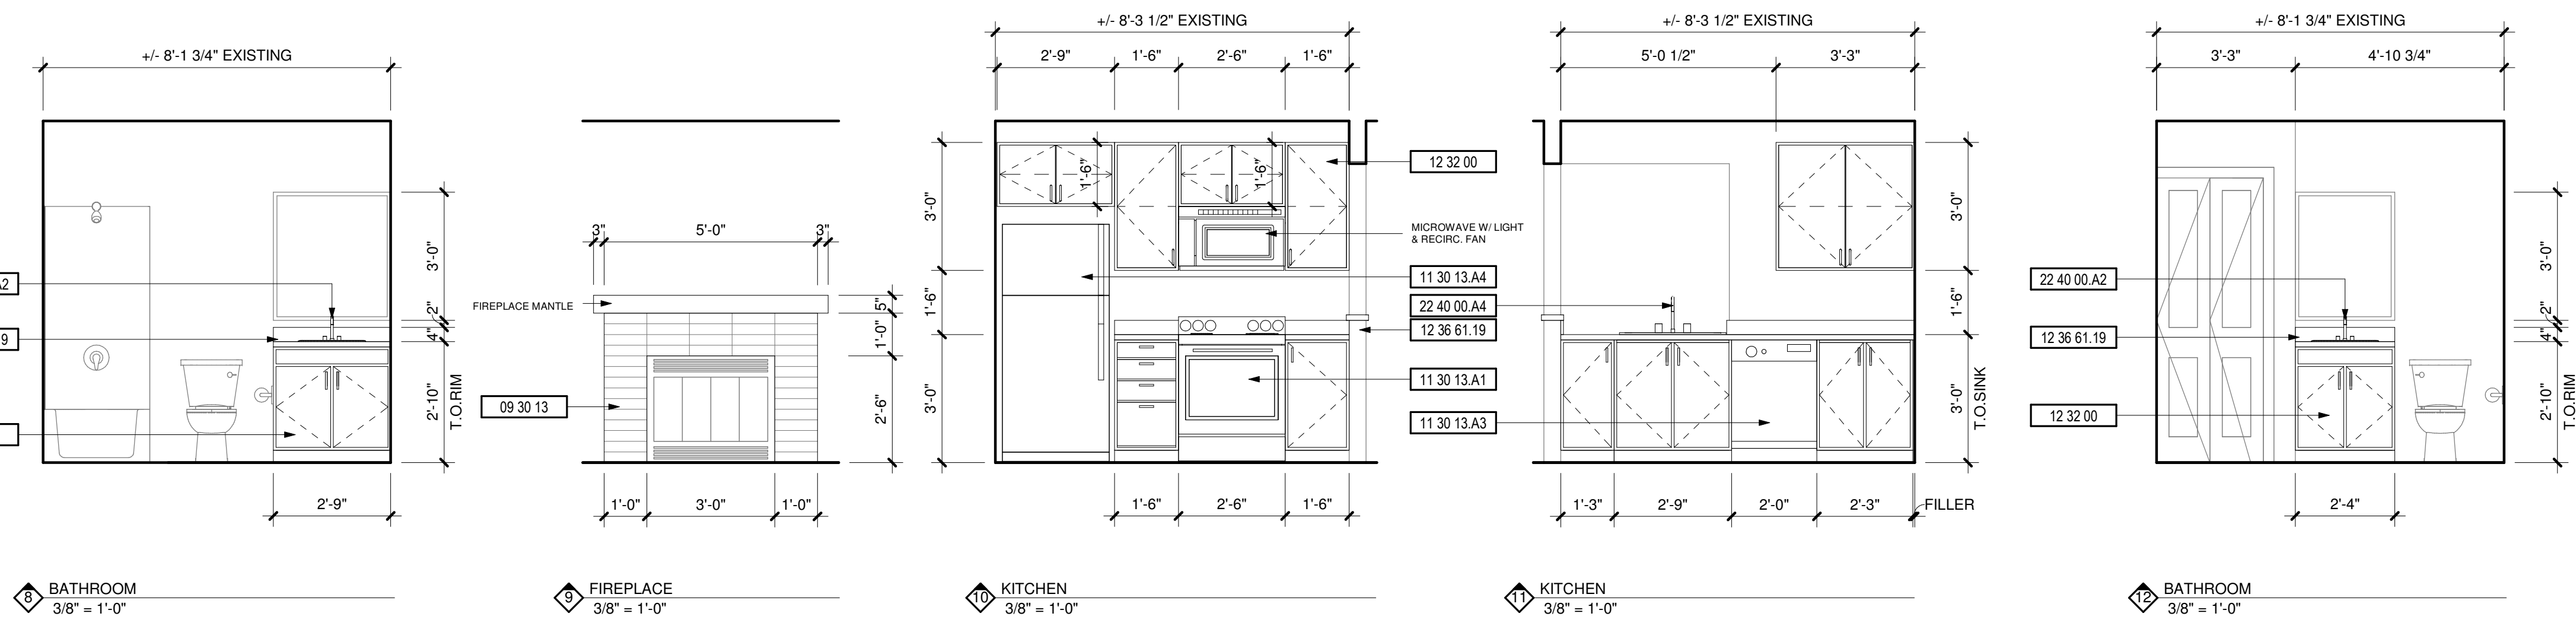 +/- 8'-1 3/4" EXISTING
3'-0"
2"
4"
2'-10"
T.O.RIM
A2
9
2'-9"
8
BATHROOM
3/8" = 1'-0"
3"
5'-0"
3"
FIREPLACE MANTLE
5"
1'-0"
2'-6"
09 30 13
1'-0"
3'-0"
1'-0"
9
FIREPLACE
3/8" = 1'-0"
+/- 8'-3 1/2" EXISTING
2'-9"
1'-6"
2'-6"
1'-6"
1'-6"
1'-6"
3'-0"
1'-6"
3'-0"
12 32 00
MICROWAVE W/ LIGHT
& RECIRC. FAN
11 30 13.A4
22 40 00.A4
12 36 61.19
11 30 13.A1
11 30 13.A3
1'-6"
2'-6"
1'-6"
10
KITCHEN
3/8" = 1'-0"
+/- 8'-3 1/2" EXISTING
5'-0 1/2"
3'-3"
3'-0"
1'-6"
3'-0"
T.O.SINK
1'-3"
2'-9"
2'-0"
2'-3"
FILLER
11
KITCHEN
3/8" = 1'-0"
+/- 8'-1 3/4" EXISTING
3'-3"
4'-10 3/4"
22 40 00.A2
12 36 61.19
12 32 00
3'-0"
2"
4"
2'-10"
T.O.RIM
2'-4"
12
BATHROOM
3/8" = 1'-0"